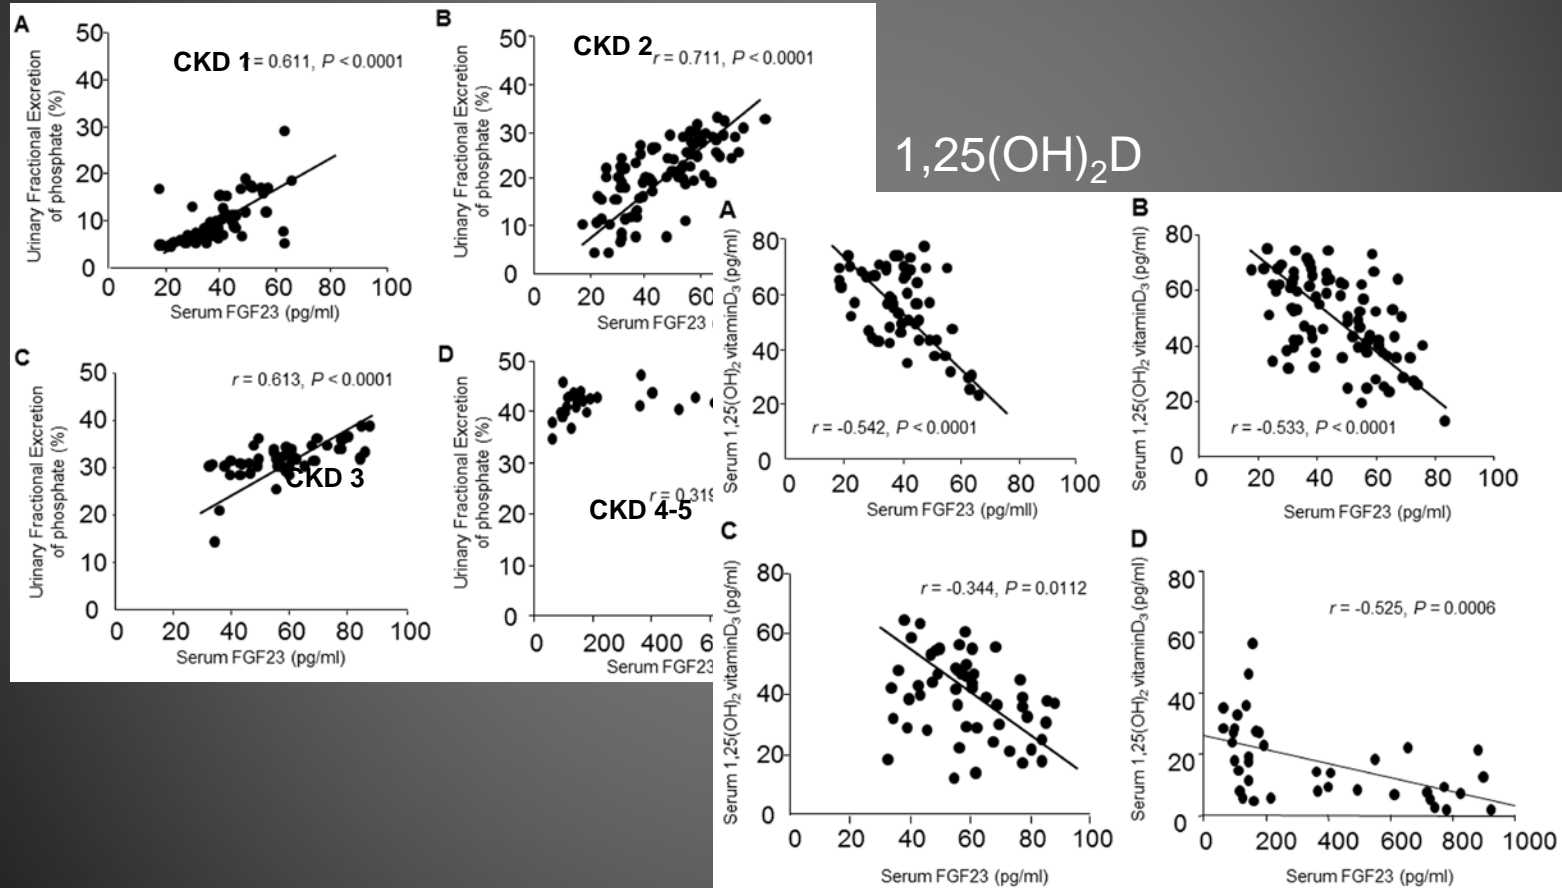 A
CKD 1
r = 0.611, P < 0.0001
Urinary Fractional Excretion
of phosphate (%)
50
40
30
20
10
0
0 20 40 60 80 100
Serum FGF23 (pg/ml)
B
CKD 2
r = 0.711, P < 0.0001
Urinary Fractional Excretion
of phosphate (%)
50
40
30
20
10
0
0 20 40 60
Serum FGF23
C
r = 0.613, P < 0.0001
CKD 3
Urinary Fractional Excretion
of phosphate (%)
50
40
30
20
10
0
0 20 40 60 80 100
Serum FGF23 (pg/ml)
D
r = 0.319
CKD 4-5
Urinary Fractional Excretion
of phosphate (%)
50
40
30
20
10
0
0 200 400 6
Serum FGF23
1,25(OH)₂D
A
r = -0.542, P < 0.0001
Serum 1,25(OH)₂ vitaminD₃ (pg/ml)
80
60
40
20
0
0 20 40 60 80 100
Serum FGF23 (pg/mll)
B
r = -0.533, P < 0.0001
Serum 1,25(OH)₂ vitaminD₃ (pg/ml)
80
60
40
20
0
0 20 40 60 80 100
Serum FGF23 (pg/ml)
C
r = -0.344, P = 0.0112
Serum 1,25(OH)₂ vitaminD₃ (pg/ml)
80
60
40
20
0
0 20 40 60 80 100
Serum FGF23 (pg/ml)
D
r = -0.525, P = 0.0006
Serum 1,25(OH)₂ vitaminD₃ (pg/ml)
80
60
40
20
0
0 200 400 600 800 1000
Serum FGF23 (pg/ml)